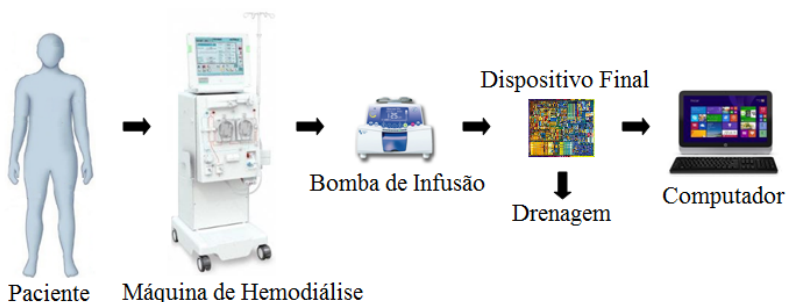 Dispositivo Final
Bomba de Infusão
Drenagem
Computador
Paciente
Máquina de Hemodiálise